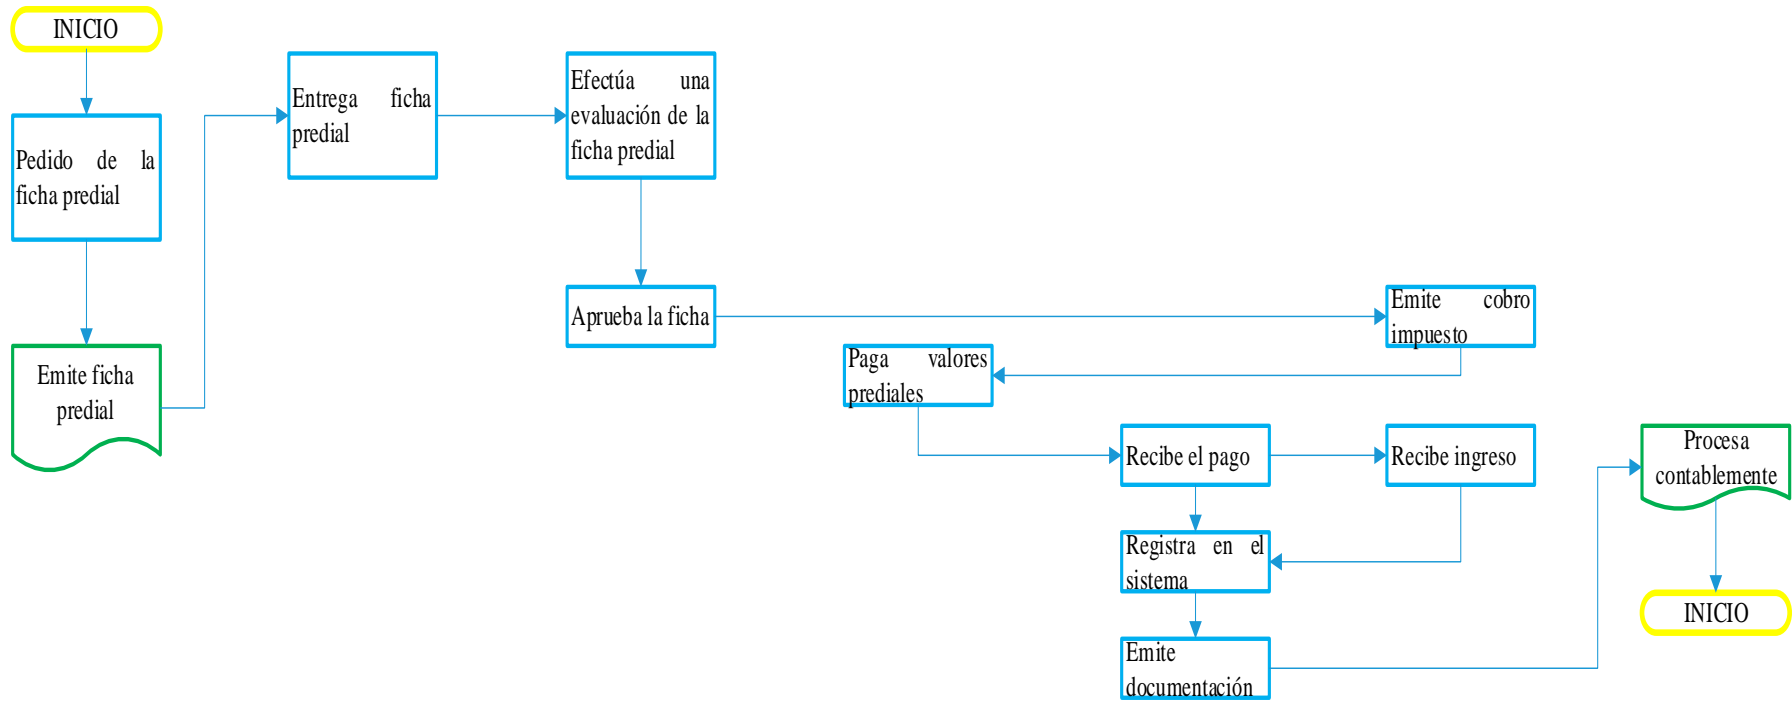 INICIO
Pedido de la
ficha predial
Emite ficha
predial
Entrega ficha
predial
Efectúa una
evaluación de la
ficha predial
Aprueba la ficha
Emite cobro
impuesto
Paga valores
prediales
Recibe el pago
Recibe ingreso
Registra en el
sistema
Emite
documentación
Procesa
contablemente
INICIO